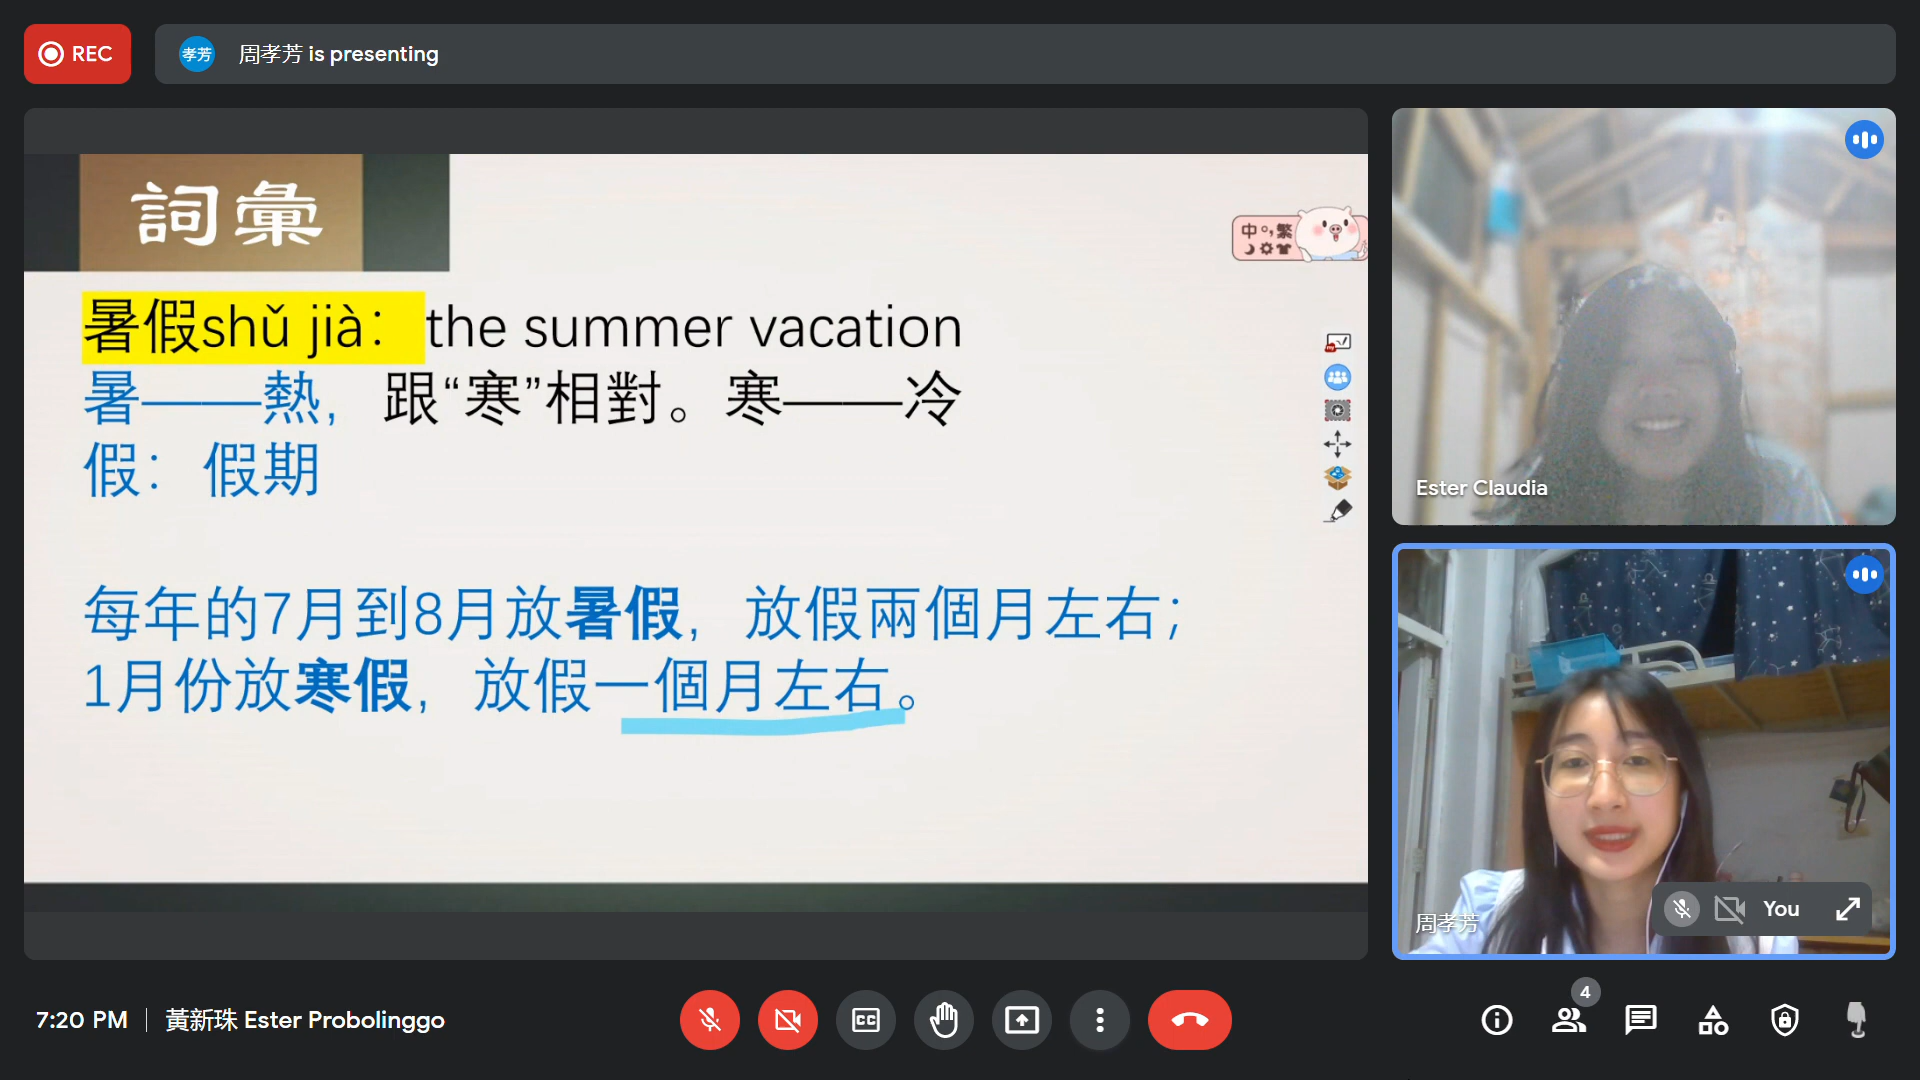 REC
孝芳
周孝芳 is presenting
詞彙
中 °, 繁
暑假shǔ jià：the summer vacation
暑——熱，跟“寒”相對。寒——冷
假：假期
每年的7月到8月放暑假，放假兩個月左右；
1月份放寒假，放假一個月左右。
Ester Claudia
周孝芳
You
7:20 PM
黃新珠 Ester Probolinggo
CC
4